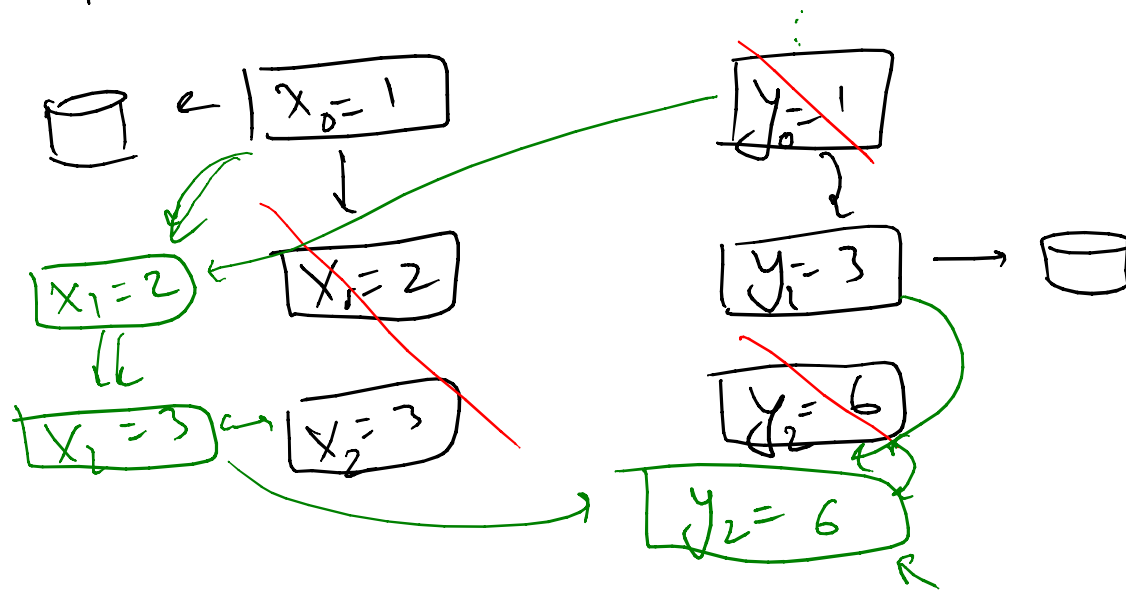 x₀ = 1
y₀ = 1
x₁ = 2
x₁ = 2
y₁ = 3
x₂ = 3
x₂ = 3
y₂ = 6
y₂ = 6